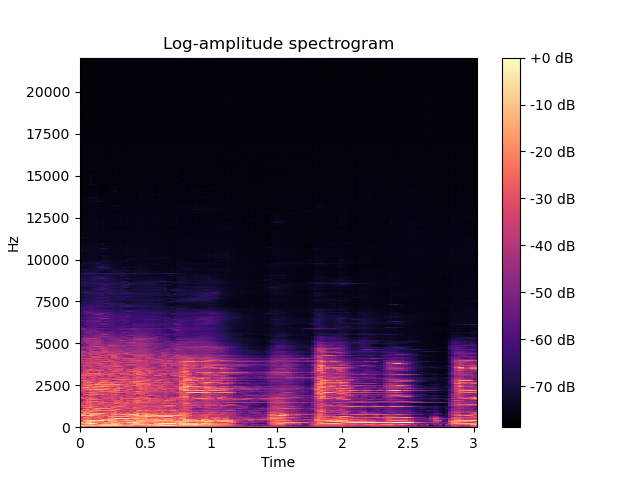 Log-amplitude spectrogram
+0 dB
20000
-10 dB
17500
-20 dB
15000
-30 dB
12500
Hz
-40 dB
10000
-50 dB
7500
5000
-60 dB
2500
-70 dB
0
0 0.5 1 1.5 2 2.5 3
Time